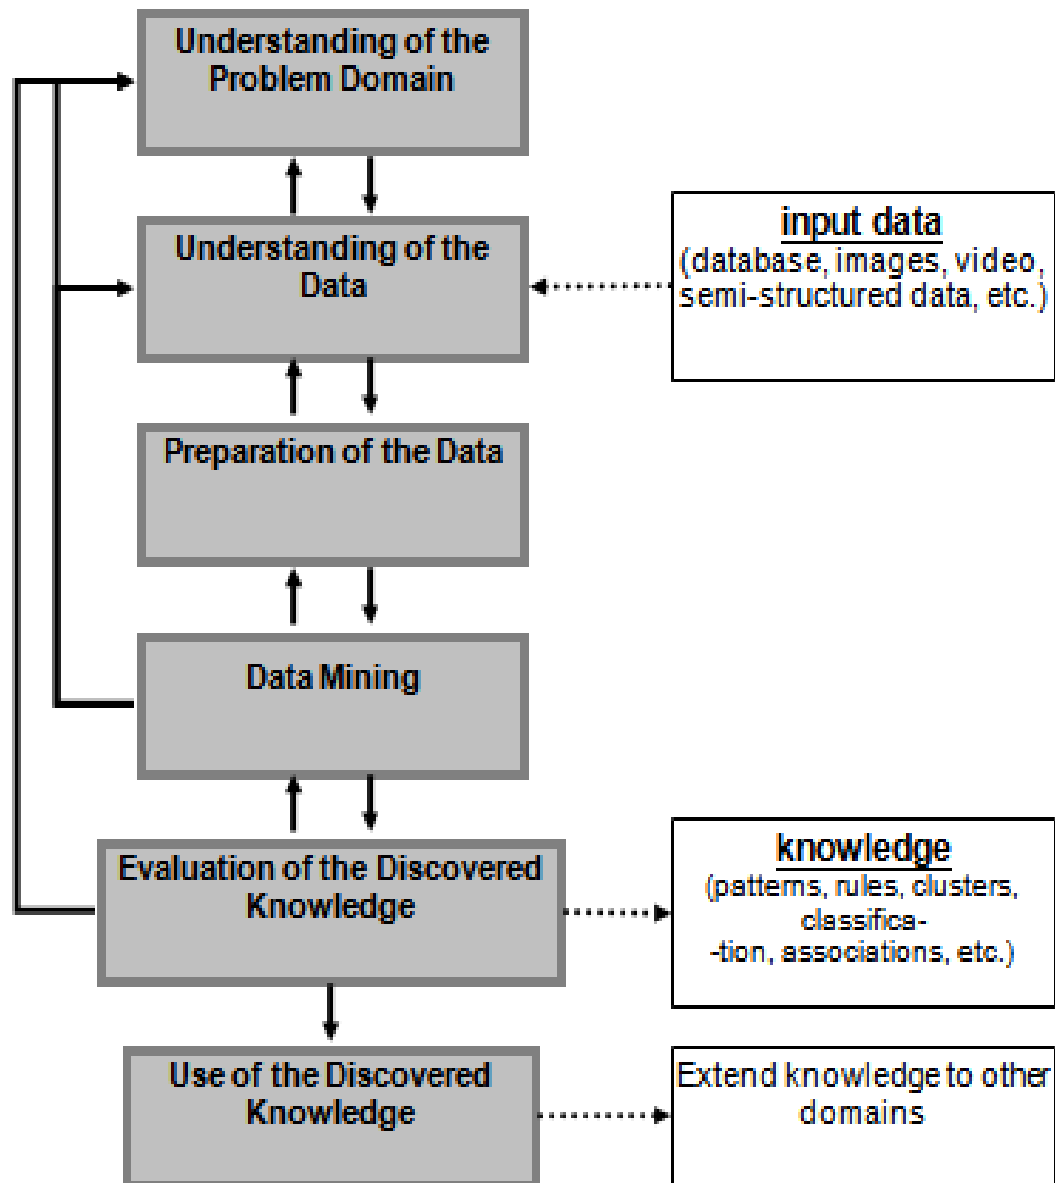 Understanding of the
Problem Domain
Understanding of the
Data
input data
(database, images, video,
semi-structured data, etc.)
Preparation of the Data
Data Mining
Evaluation of the Discovered
Knowledge
knowledge
(patterns, rules, clusters,
classifica-
-tion, associations, etc.)
Use of the Discovered
Knowledge
Extend knowledge to other
domains